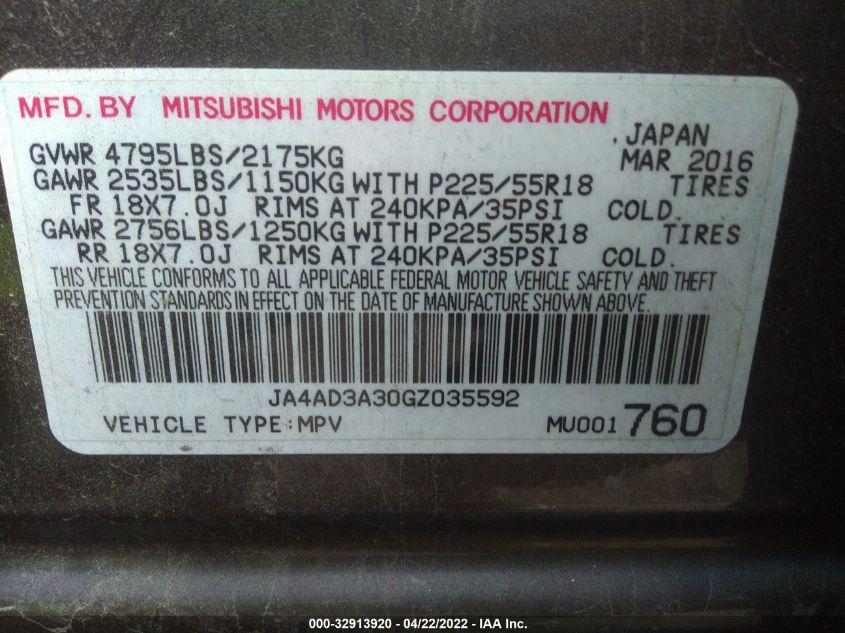 MFD. BY MITSUBISHI MOTORS CORPORATION
.JAPAN
GVWR 4795LBS/2175KG MAR 2016
GAWR 2535LBS/1150KG WITH P225/55R18 TIRES
FR 18X7.0J RIMS AT 240KPA/35PSI COLD.
GAWR 2756LBS/1250KG WITH P225/55R18 TIRES
RR 18X7.0J RIMS AT 240KPA/35PSI COLD.
THIS VEHICLE CONFORMS TO ALL APPLICABLE FEDERAL MOTOR VEHICLE SAFETY AND THEFT
PREVENTION STANDARDS IN EFFECT ON THE DATE OF MANUFACTURE SHOWN ABOVE.
JA4AD3A30GZ035592
VEHICLE TYPE:MPV MU001760
000-32913920 - 04/22/2022 - IAA Inc.